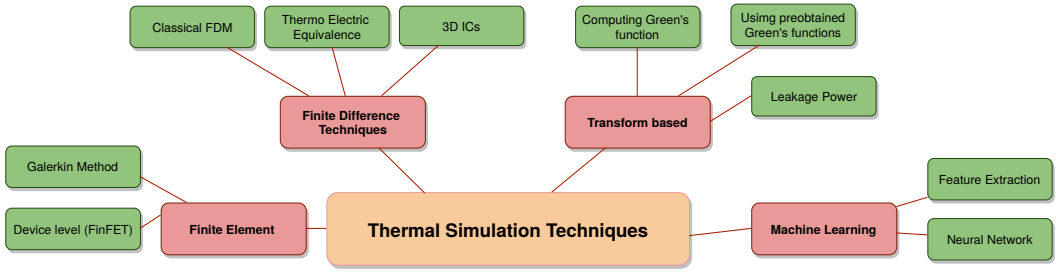 Classical FDM
Thermo Electric
Equivalence
3D ICs
Computing Green's
function
Usimg preobtained
Green's functions
Leakage Power
Finite Difference
Techniques
Transform based
Galerkin Method
Device level (FinFET)
Finite Element
Thermal Simulation Techniques
Machine Learning
Feature Extraction
Neural Network